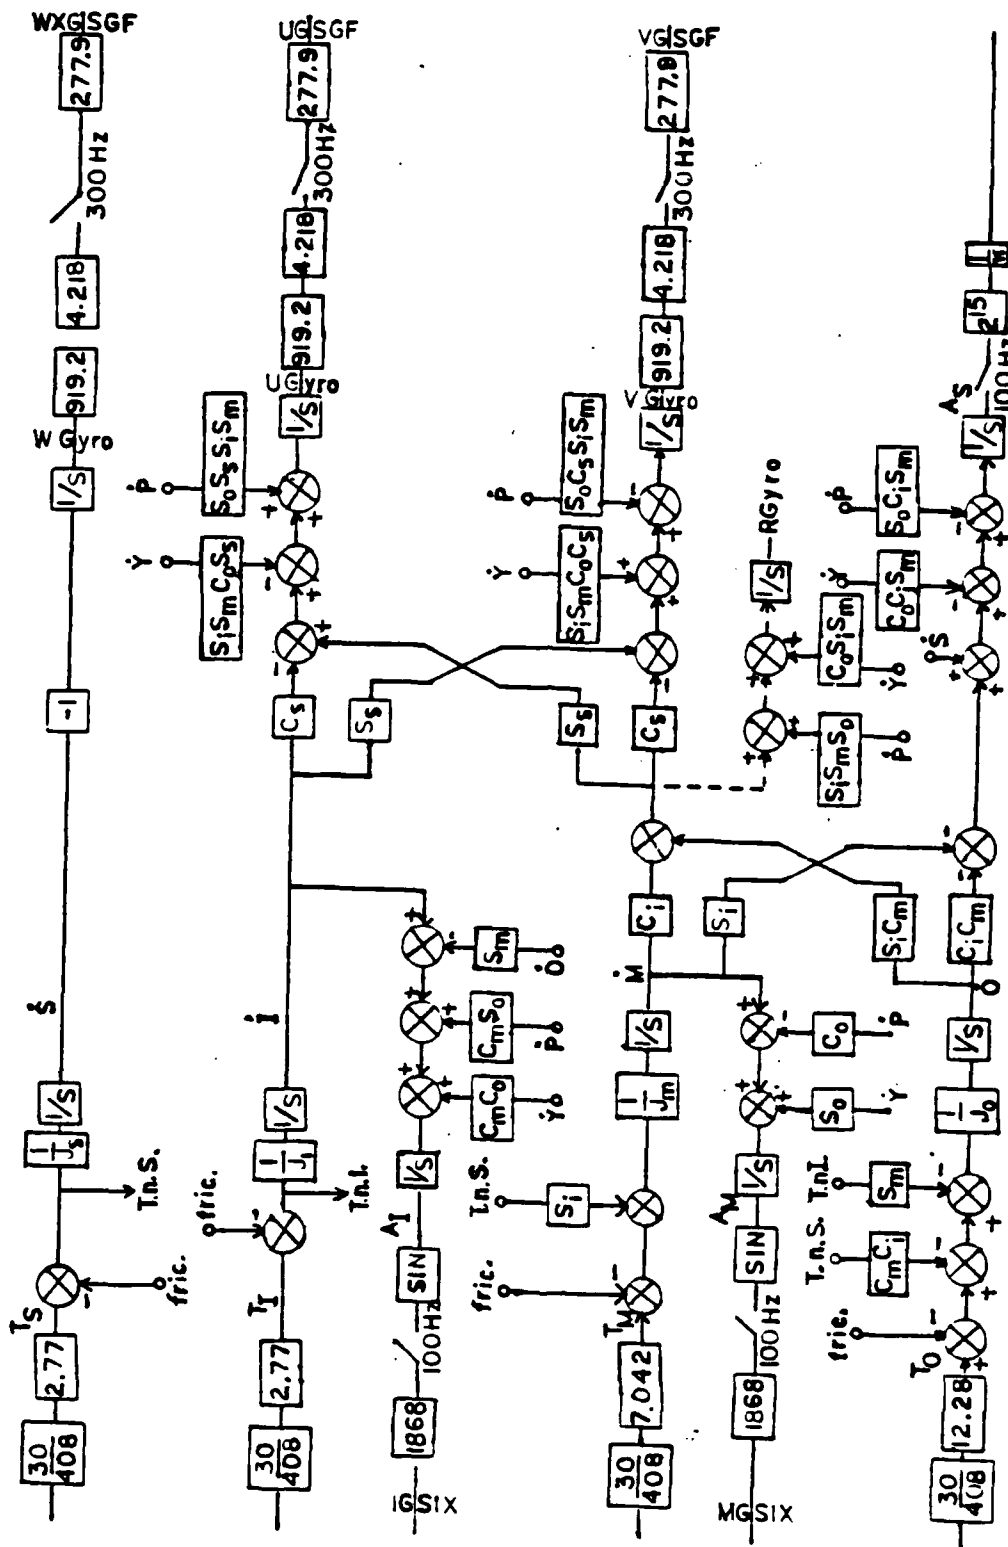 30
408
2.77
TS
-
fric.
T.n.S.
1
Js
1/S
Ṡ
-1
1/S
W Gyro
919.2
4.218
300Hz
277.9
WXGISGF
30
408
2.77
TI
-
fric.
T.n.I.
1
JI
1/S
İ
Cs
-
+
SiSmCoSs
Ẏ
-
+
SoSsSiSm
Ṗ
+
+
1/S
UGyro
919.2
4.218
300Hz
277.9
UGISGF
Ss
Ss
IGSIX
1868
100Hz
SIN
AI
1/S
+
+
CmCo
Ẏ
+
+
CmSo
Ṗ
+
-
Sm
Ȯ
30
408
7.042
TM
-
fric.
Si
T.n.S.
1
Jm
1/S
Ṁ
Ci
Cs
-
SiSmCoCs
Ẏ
+
+
SoCsSiSm
Ṗ
-
+
1/S
V Gyro
919.2
4.218
300Hz
277.9
VGISGF
MGSIX
1868
100Hz
SIN
AM
1/S
+
+
So
Ẏ
+
-
Co
Ṗ
Si
SiCm
+
+
SiSmSo
Ṗ
+
+
CoSiSm
Ẏ
1/S
RGyro
30
408
12.28
TO
+
-
fric.
CmCi
T.n.S.
-
+
Sm
T.n.I.
-
+
1
Jo
1/S
Ȯ
CiCm
-
-
Ṡ
+
+
CoCiSm
Ẏ
-
+
SoCiSm
Ṗ
-
+
1/S
AS
100Hz
2 15